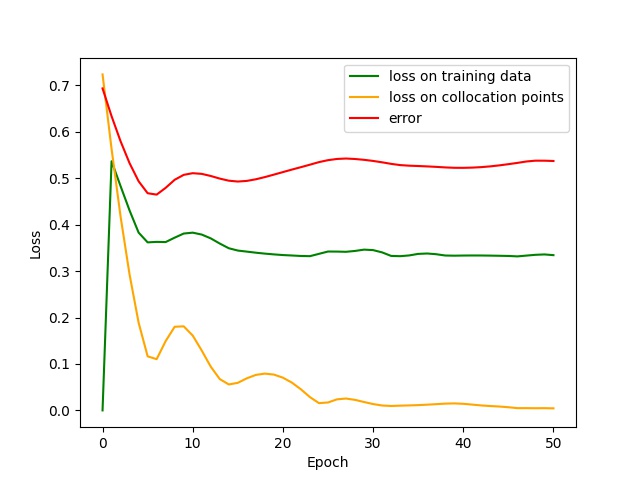 loss on training data
loss on collocation points
error
0.7
0.6
0.5
0.4
0.3
0.2
0.1
0.0
Loss
0 10 20 30 40 50
Epoch